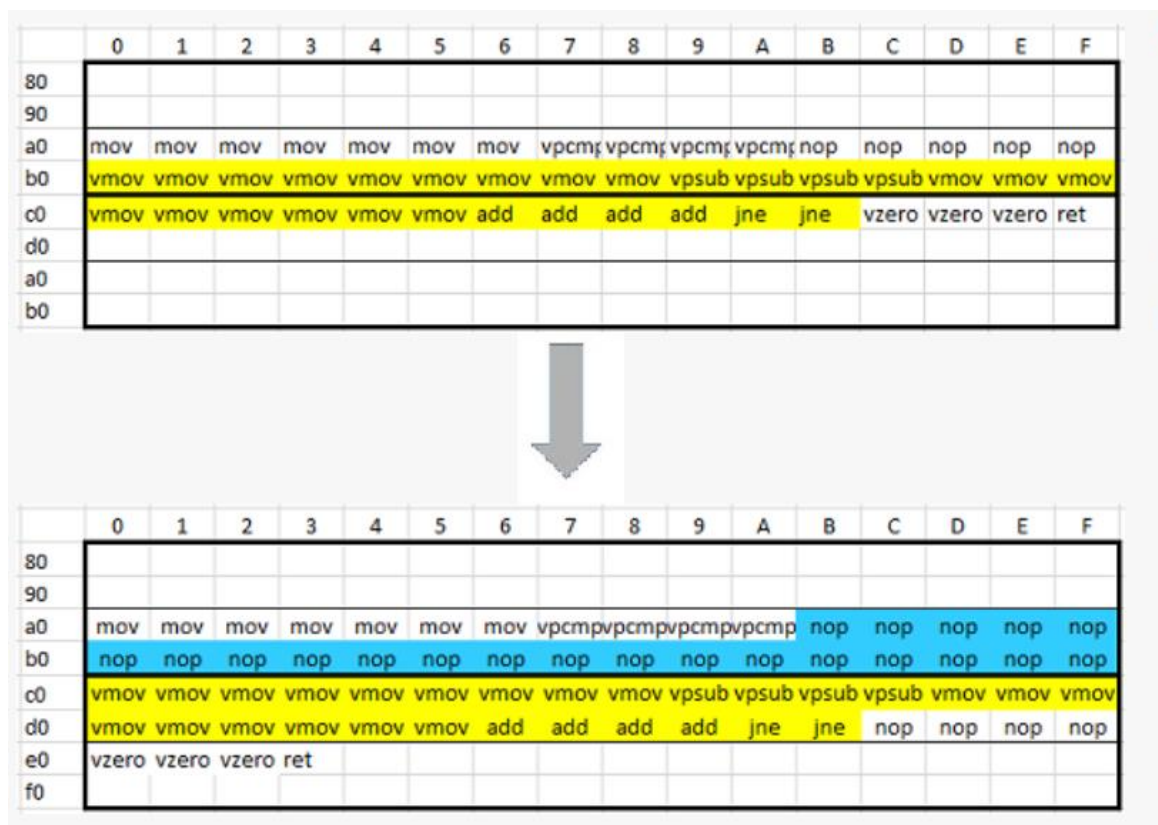 0 1 2 3 4 5 6 7 8 9 A B C D E F
80
90
a0 mov mov mov mov mov mov mov vpcmp vpcmp vpcmp vpcmp nop nop nop nop nop
b0 vmov vmov vmov vmov vmov vmov vmov vmov vmov vpsub vpsub vpsub vpsub vmov vmov vmov
c0 vmov vmov vmov vmov vmov vmov add add add add jne jne vzero vzero vzero ret
d0
a0
b0
0 1 2 3 4 5 6 7 8 9 A B C D E F
80
90
a0 mov mov mov mov mov mov mov vpcmp vpcmp vpcmp vpcmp nop nop nop nop nop
b0 nop nop nop nop nop nop nop nop nop nop nop nop nop nop nop nop
c0 vmov vmov vmov vmov vmov vmov vmov vmov vmov vpsub vpsub vpsub vpsub vmov vmov vmov
d0 vmov vmov vmov vmov vmov vmov add add add add jne jne nop nop nop nop
e0 vzero vzero vzero ret
f0